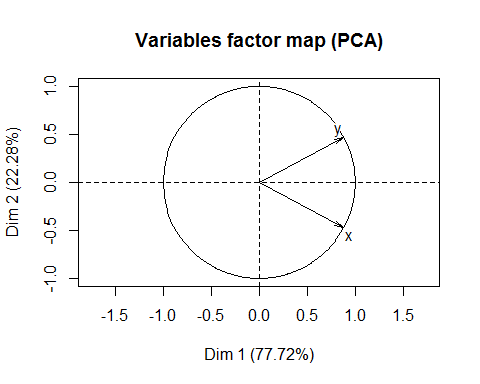 Variables factor map (PCA)
Dim 2 (22.28%)
1.0
0.5
0.0
-0.5
-1.0
y
x
-1.5 -1.0 -0.5 0.0 0.5 1.0 1.5
Dim 1 (77.72%)